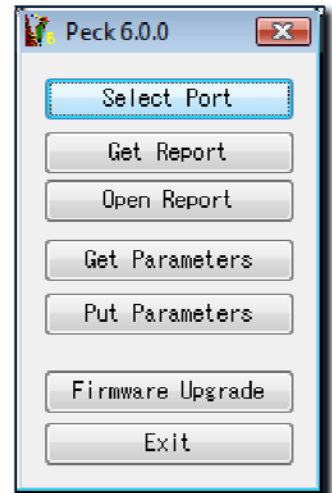 Peck 6.0.0
Select Port
Get Report
Open Report
Get Parameters
Put Parameters
Firmware Upgrade
Exit